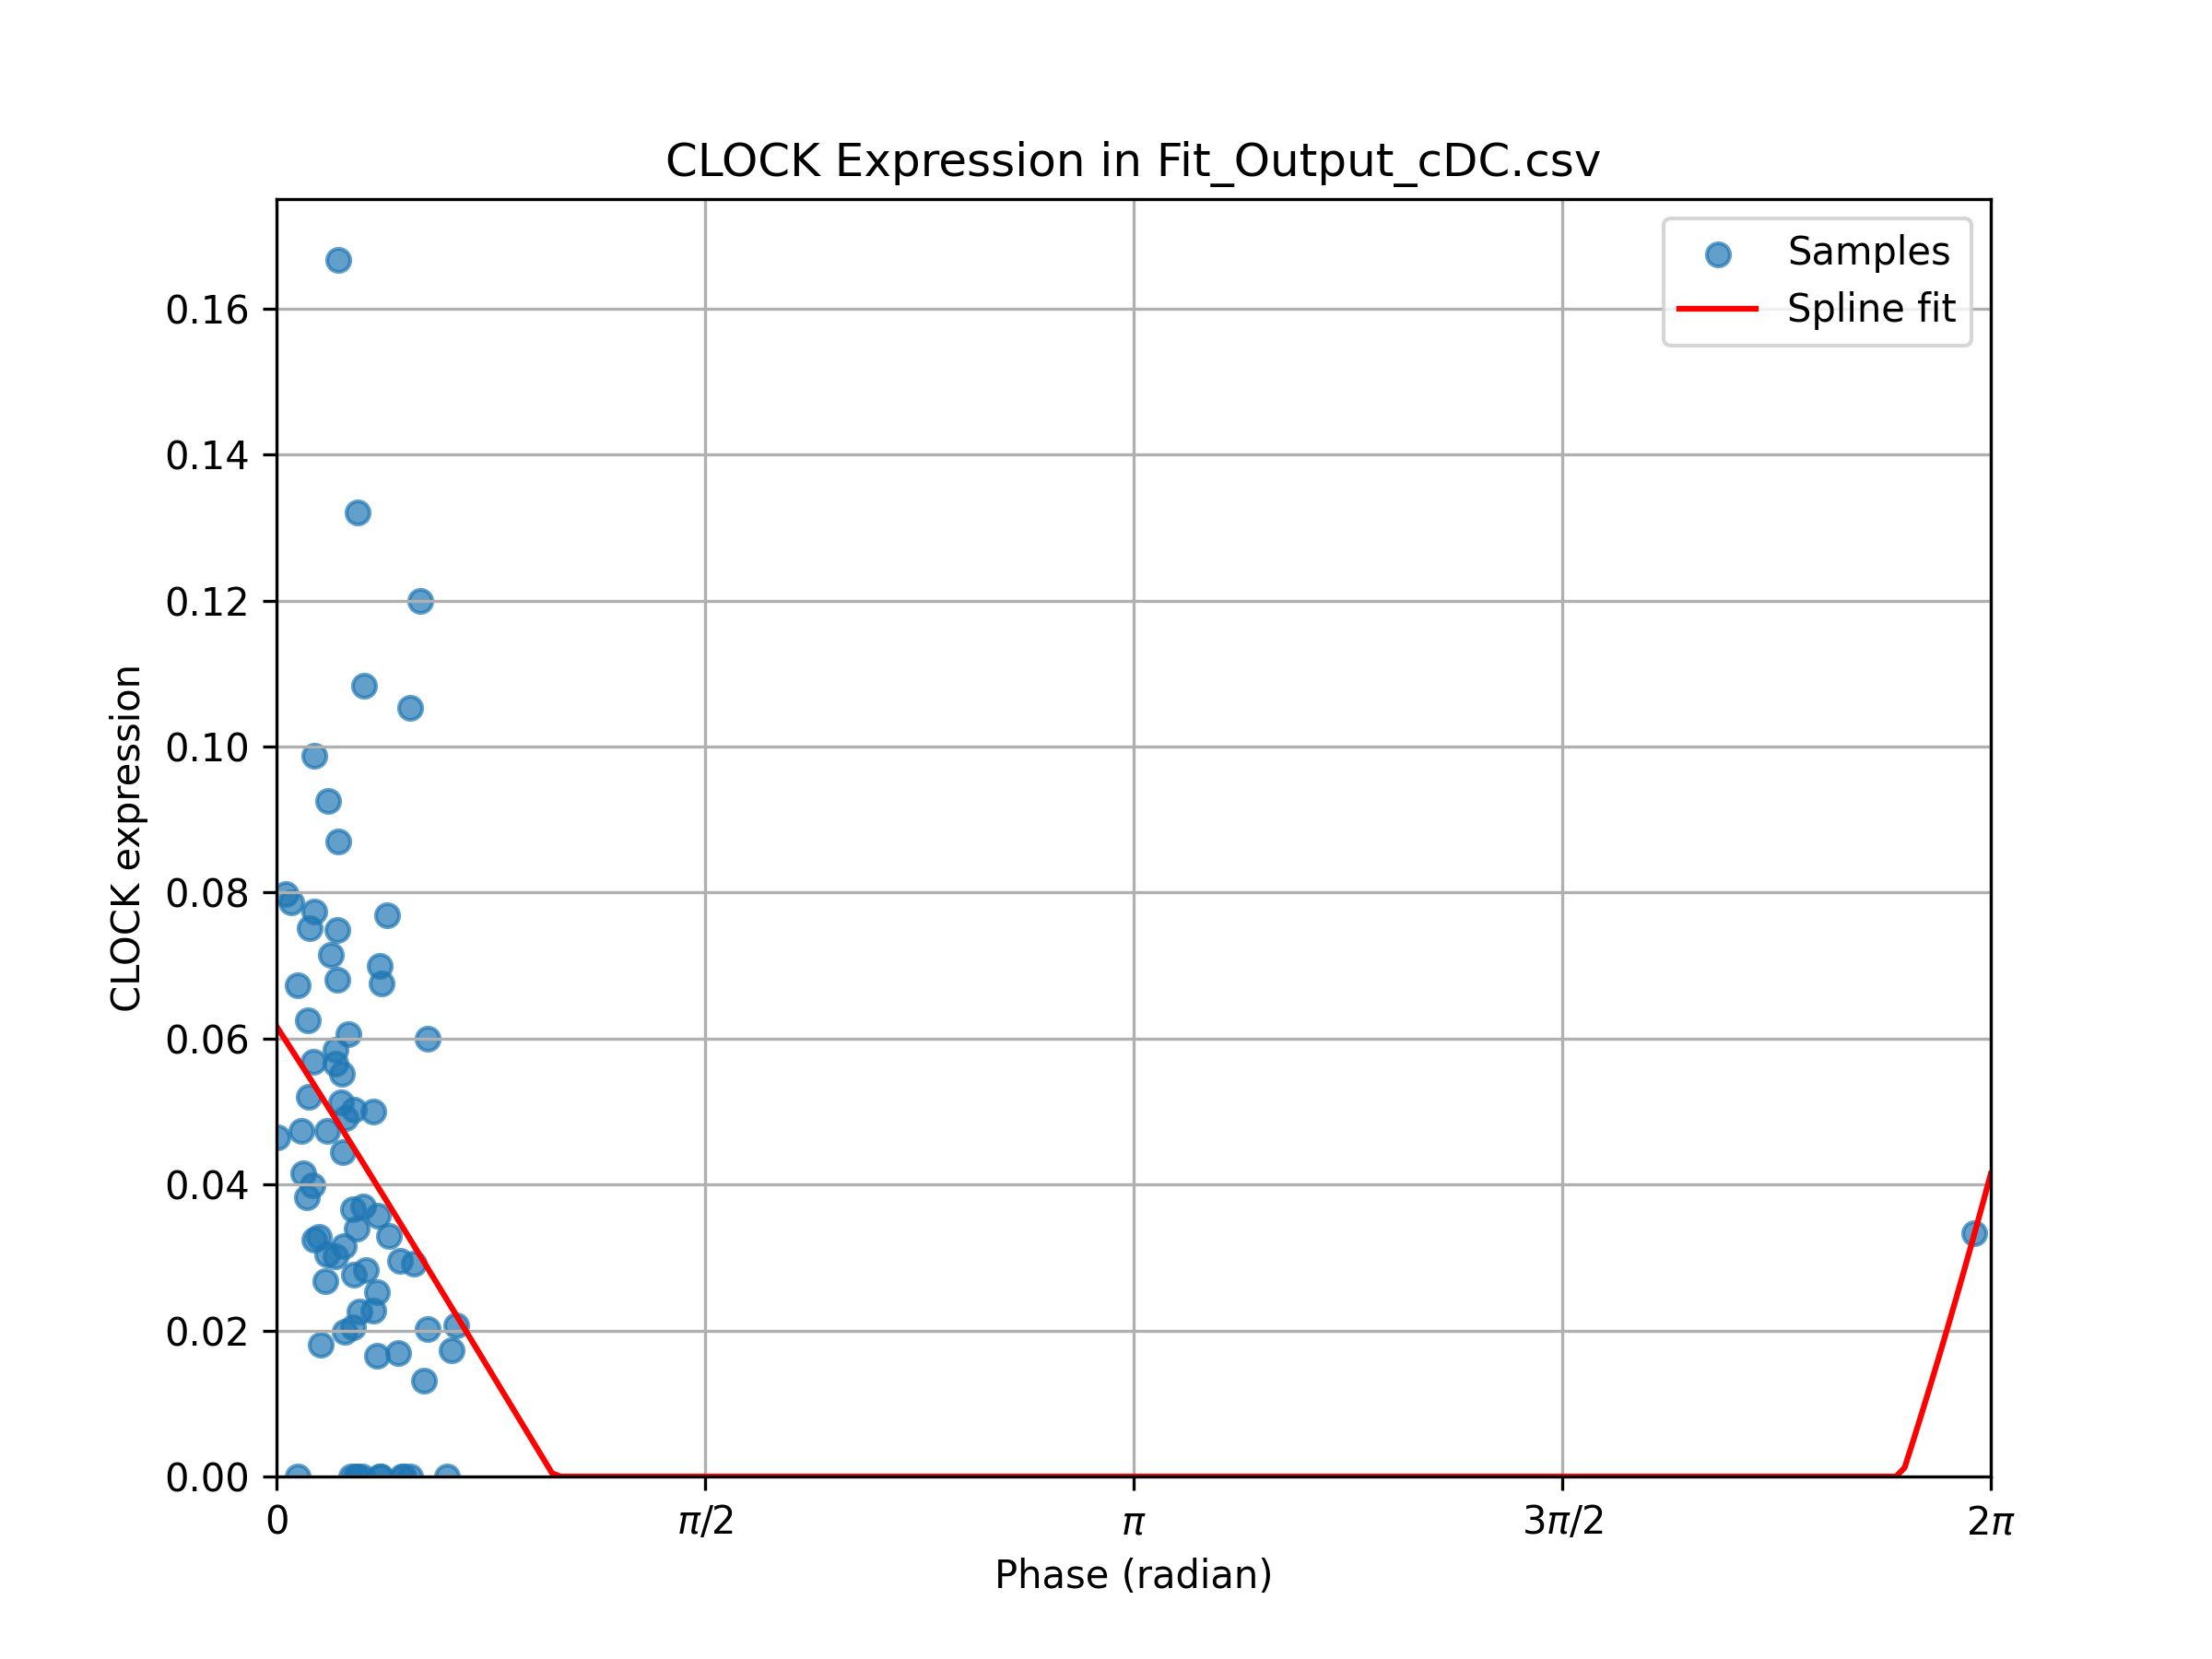 CLOCK Expression in Fit_Output_cDC.csv
Samples
Spline fit
CLOCK expression
0.16
0.14
0.12
0.10
0.08
0.06
0.04
0.02
0.00
0 π/2 π 3π/2 2π
Phase (radian)